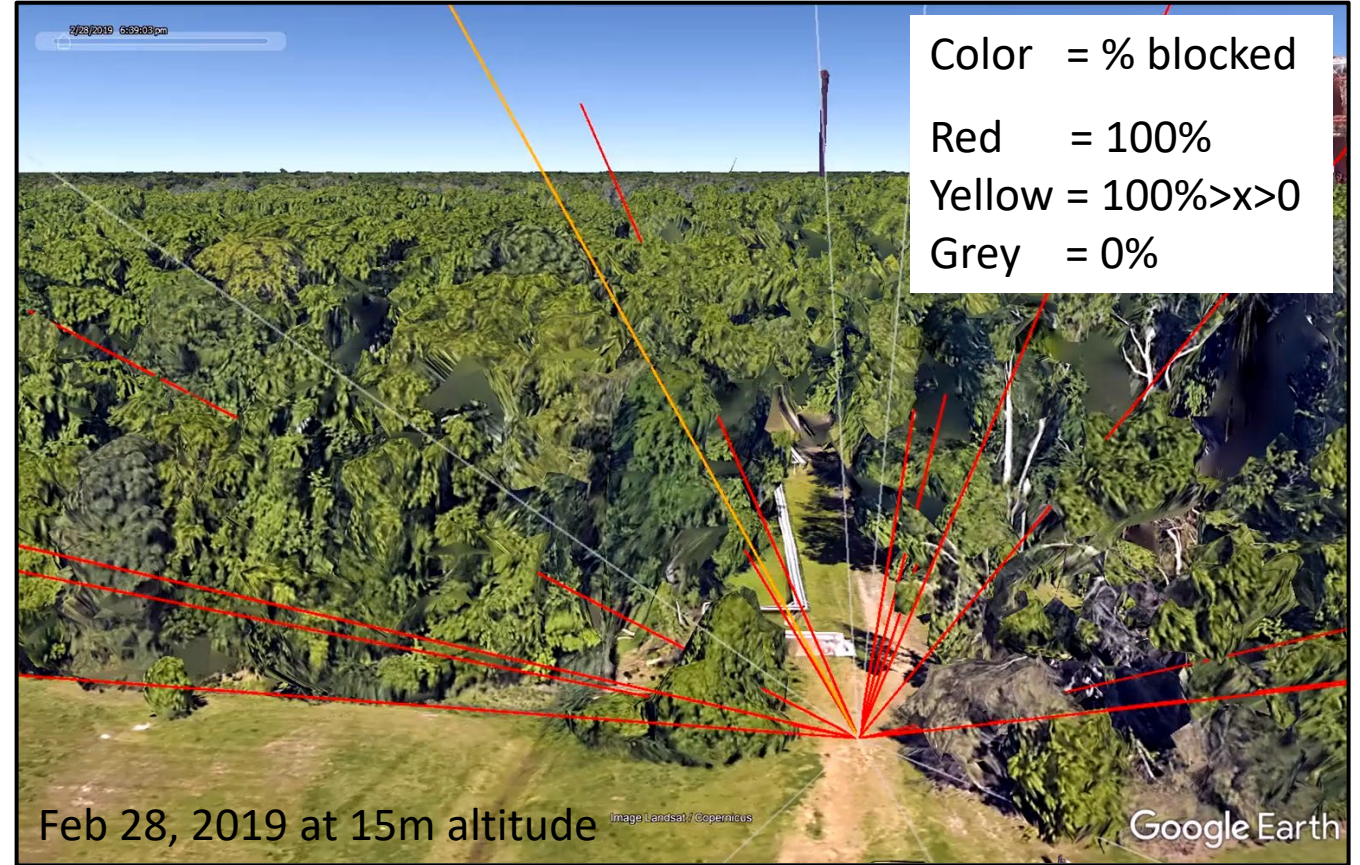 2/28/2019 6:39:03 pm
Color = % blocked
Red = 100%
Yellow = 100%>x>0
Grey = 0%
Feb 28, 2019 at 15m altitude
Image Landsat / Copernicus
Google Earth